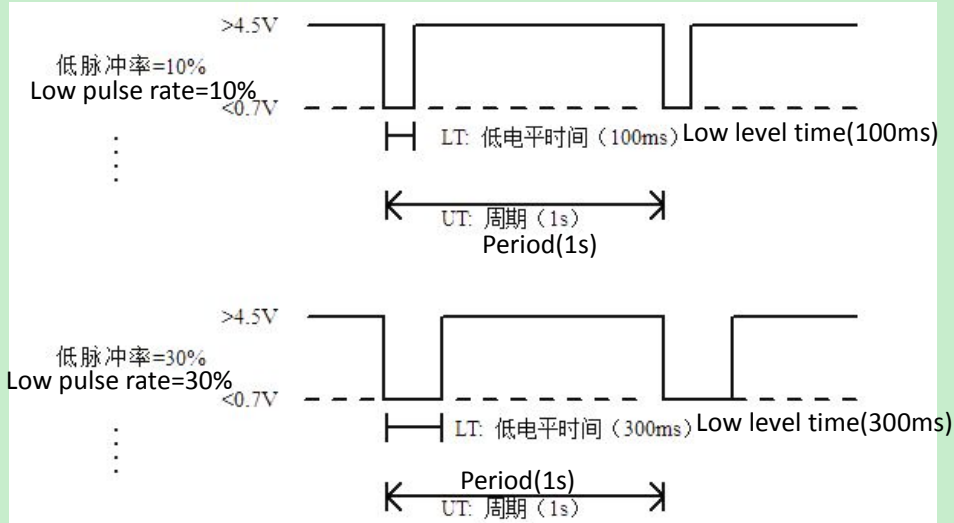 >4.5V
低脉冲率=10%
Low pulse rate=10%
<0.7V
LT: 低电平时间（100ms）Low level time(100ms)
UT: 周期（1s）
Period(1s)
>4.5V
低脉冲率=30%
Low pulse rate=30%
<0.7V
LT: 低电平时间（300ms）Low level time(300ms)
Period(1s)
UT: 周期（1s）